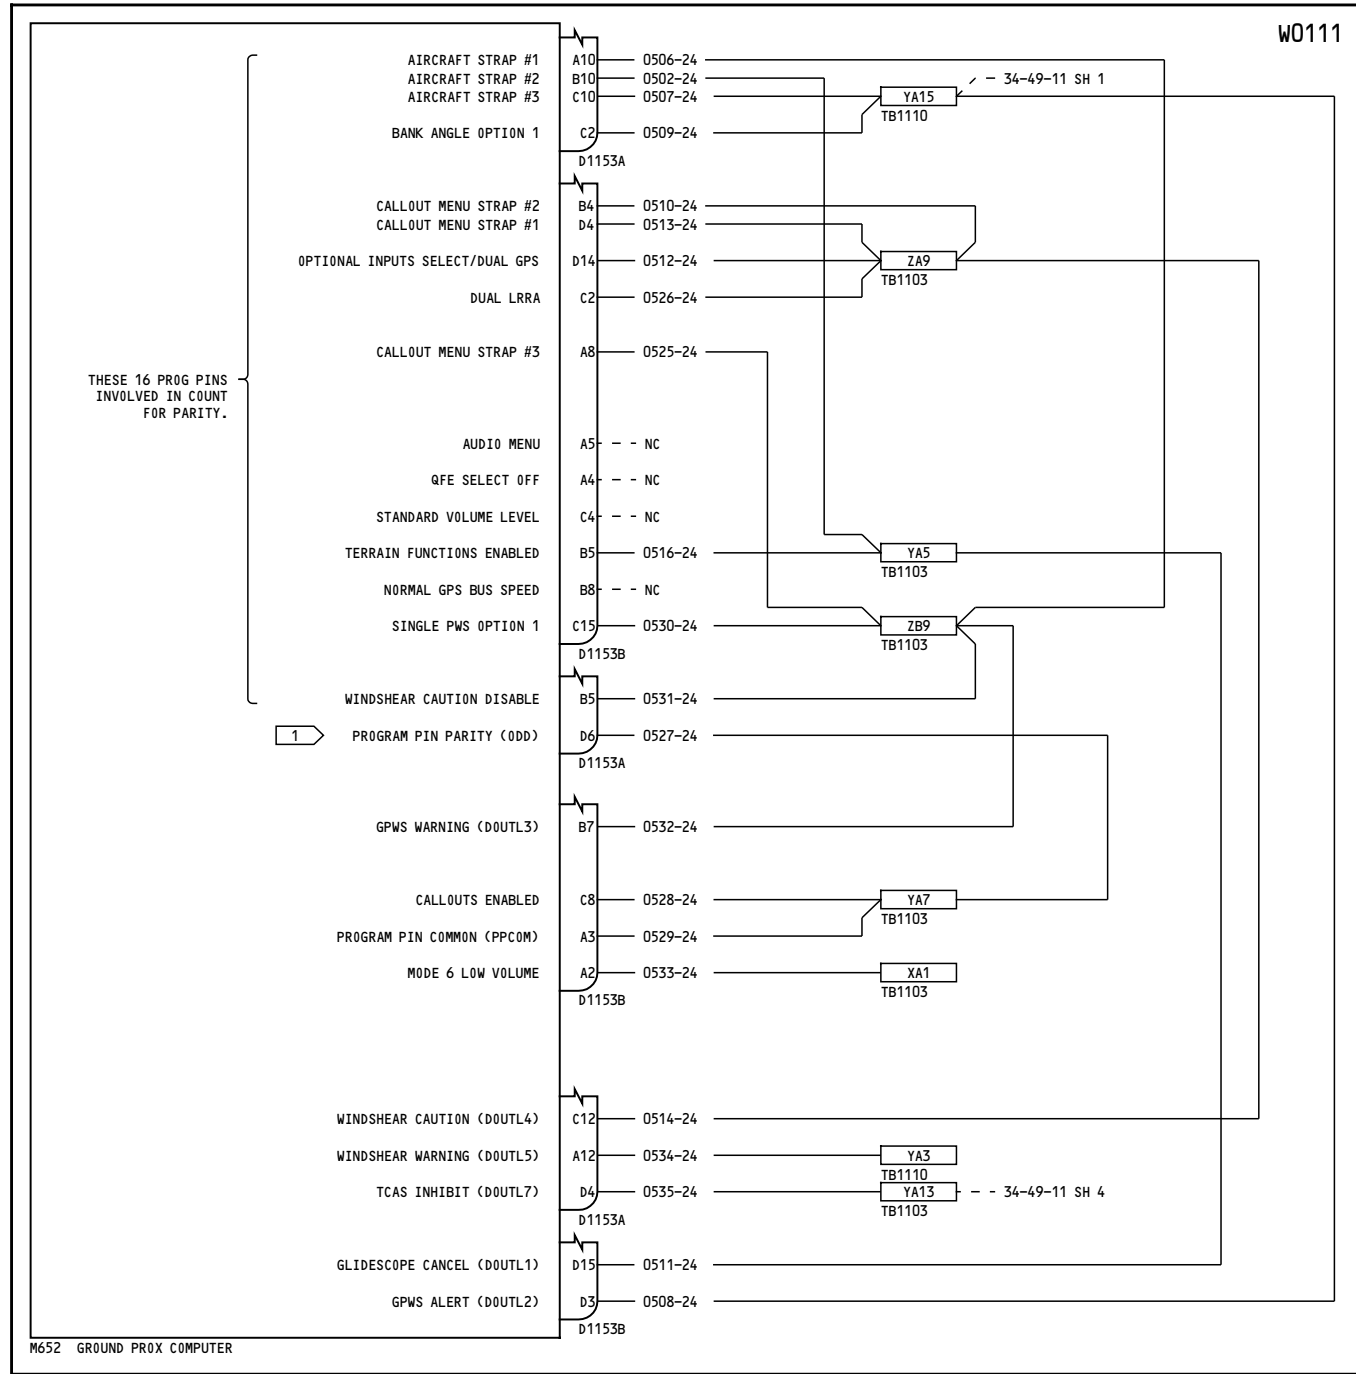 W0111
AIRCRAFT STRAP #1 A10 0506-24
AIRCRAFT STRAP #2 B10 0502-24 - 34-49-11 SH 1
AIRCRAFT STRAP #3 C10 0507-24 YA15
TB1110
BANK ANGLE OPTION 1 C2 0509-24
D1153A
CALLOUT MENU STRAP #2 B4 0510-24
CALLOUT MENU STRAP #1 D4 0513-24
OPTIONAL INPUTS SELECT/DUAL GPS D14 0512-24 ZA9
TB1103
DUAL LRRA C2 0526-24
CALLOUT MENU STRAP #3 A8 0525-24
THESE 16 PROG PINS
INVOLVED IN COUNT
FOR PARITY.
AUDIO MENU A5 - - - NC
QFE SELECT OFF A4 - - - NC
STANDARD VOLUME LEVEL C4 - - - NC
TERRAIN FUNCTIONS ENABLED B5 0516-24 YA5
TB1103
NORMAL GPS BUS SPEED B8 - - - NC
SINGLE PWS OPTION 1 C15 0530-24 ZB9
TB1103
D1153B
WINDSHEAR CAUTION DISABLE B5 0531-24
1 PROGRAM PIN PARITY (ODD) D6 0527-24
D1153A
GPWS WARNING (DOUTL3) B7 0532-24
CALLOUTS ENABLED C8 0528-24 YA7
TB1103
PROGRAM PIN COMMON (PPCOM) A3 0529-24
MODE 6 LOW VOLUME A2 0533-24 XA1
TB1103
D1153B
WINDSHEAR CAUTION (DOUTL4) C12 0514-24
WINDSHEAR WARNING (DOUTL5) A12 0534-24 YA3
TB1110
TCAS INHIBIT (DOUTL7) D4 0535-24 YA13 - - - 34-49-11 SH 4
TB1103
D1153A
GLIDESCOPE CANCEL (DOUTL1) D15 0511-24
GPWS ALERT (DOUTL2) D3 0508-24
D1153B
M652 GROUND PROX COMPUTER